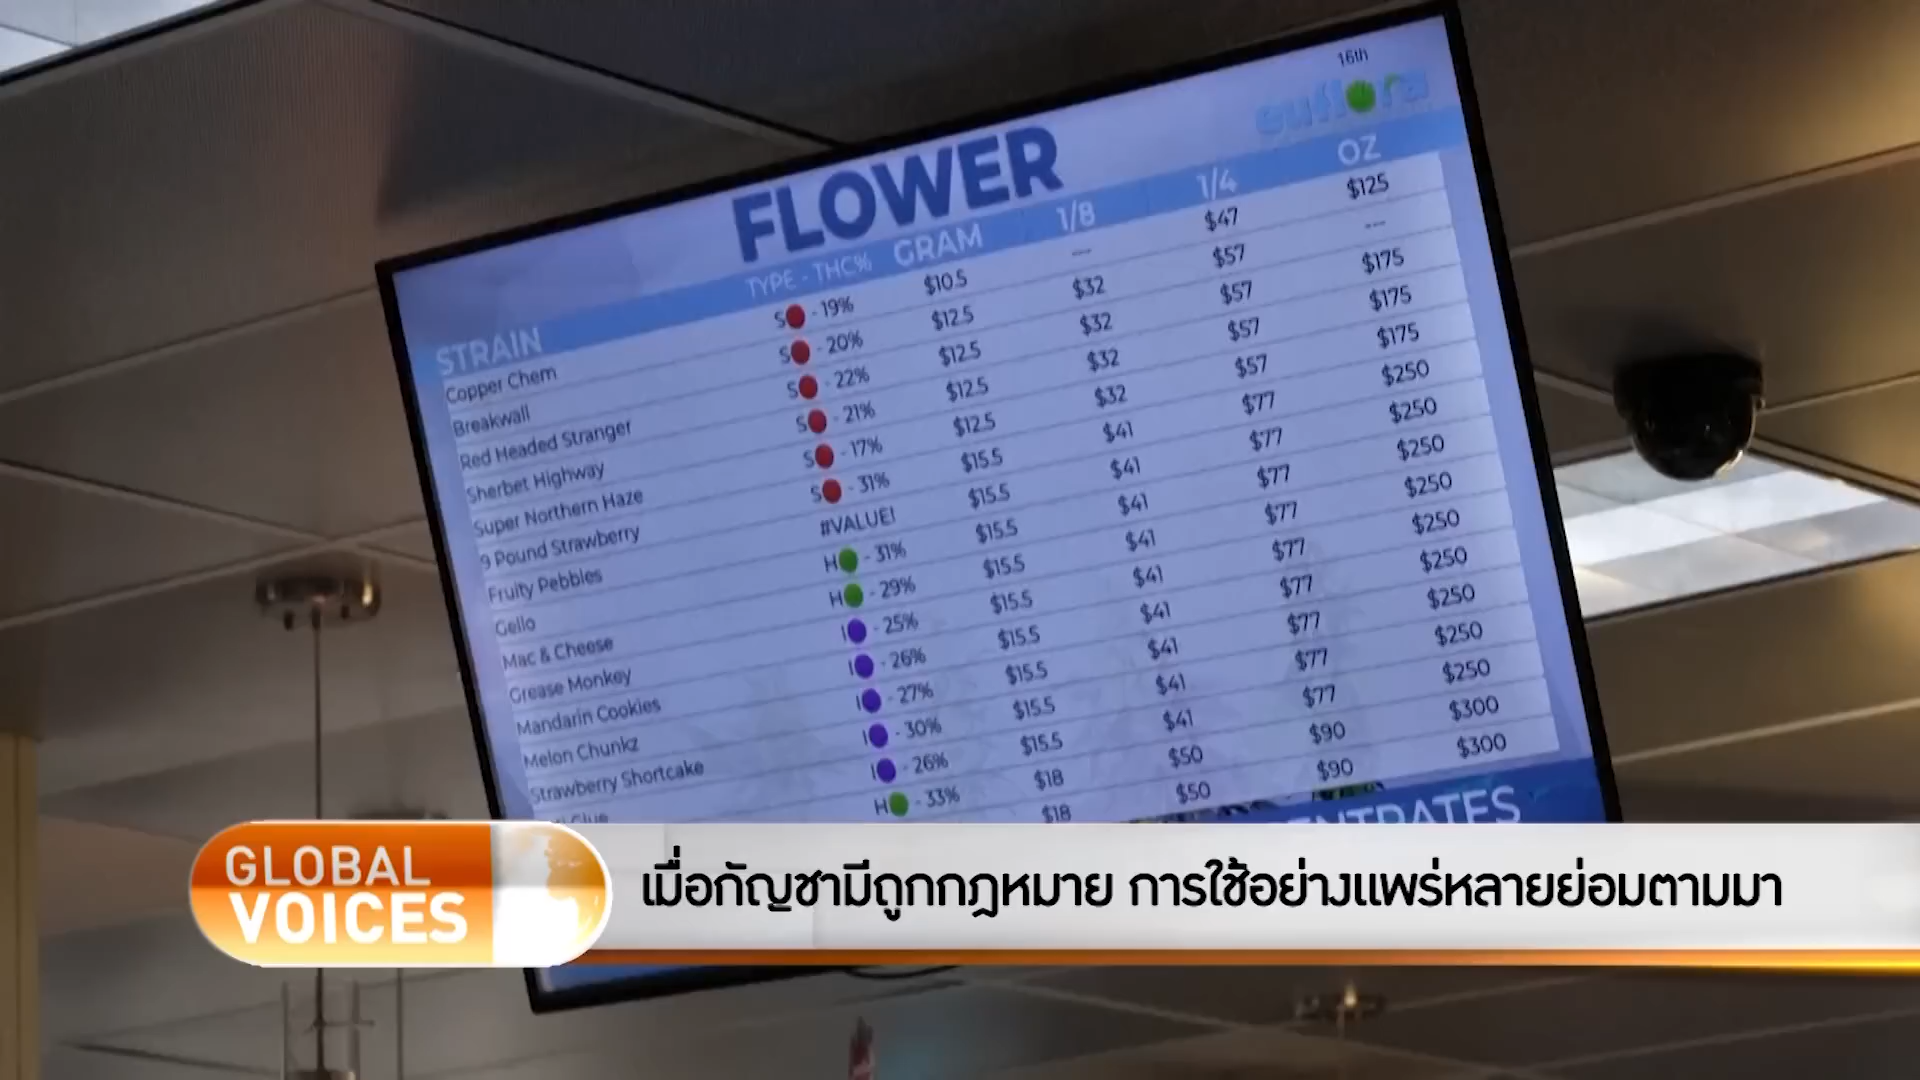 16th
euflora
FLOWER
STRAIN TYPE - THC% GRAM 1/8 1/4 OZ
Copper Chem S - 19% $10.5 --- $47 $125
Breakwall S - 20% $12.5 $32 $57 ---
Red Headed Stranger S - 22% $12.5 $32 $57 $175
Sherbet Highway S - 21% $12.5 $32 $57 $175
Super Northern Haze S - 17% $12.5 $32 $57 $175
9 Pound Strawberry S - 31% $15.5 $41 $77 $250
Fruity Pebbles #VALUE! $15.5 $41 $77 $250
Gello H - 31% $15.5 $41 $77 $250
Mac & Cheese H - 29% $15.5 $41 $77 $250
Grease Monkey I - 25% $15.5 $41 $77 $250
Mandarin Cookies I - 26% $15.5 $41 $77 $250
Melon Chunkz I - 27% $15.5 $41 $77 $250
Strawberry Shortcake I - 30% $15.5 $41 $77 $250
Glue I - 26% $15.5 $41 $77 $250
H - 33% $18 $50 $90 $300
$18 $50 $90 $300
GLOBAL
VOICES
เมื่อกัญชามีถูกกฎหมาย การใช้อย่างแพร่หลายย่อมตามมา